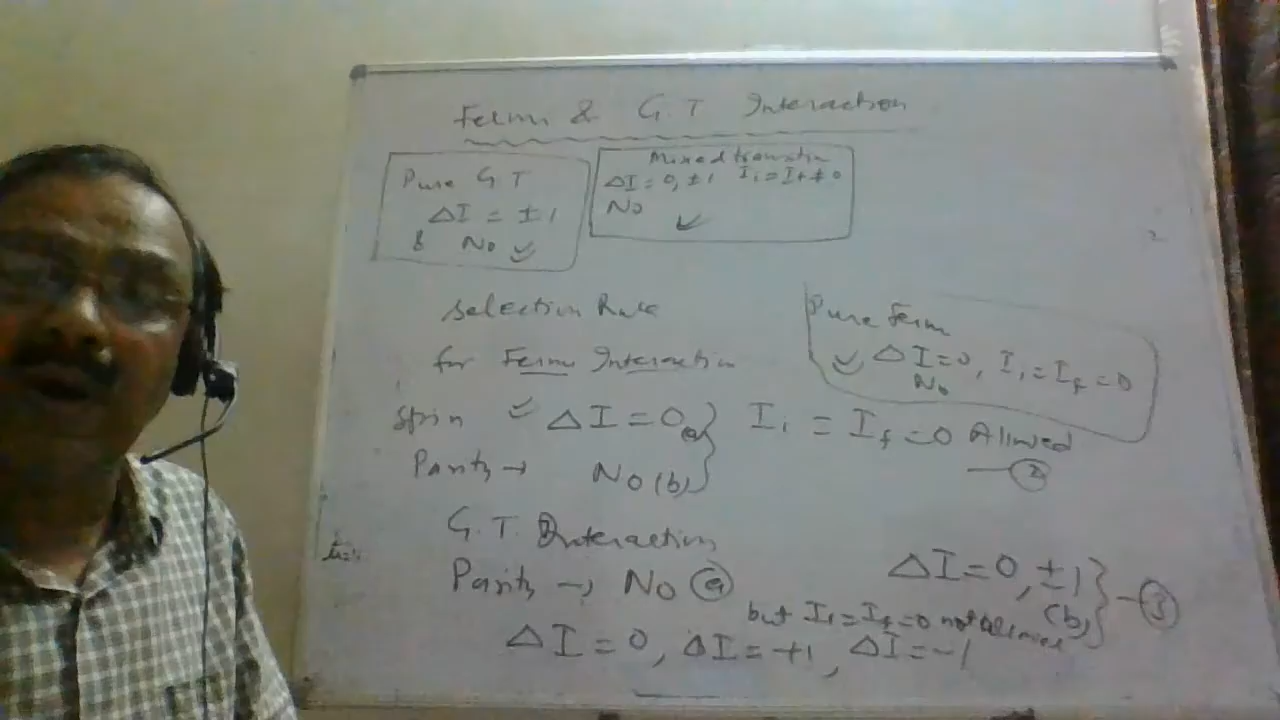 Fermi & G.T Interaction
Pure G T
ΔI = ±1
& No ✓
Mixed transitin
ΔI = 0, ±1 Ii = If ≠ 0
No
✓
Selection Rule
for Fermi Interaction
Pure Fermi
✓ ΔI = 0, Ii = If = 0
No
Spin ✓ ΔI = 0 (a) } Ii = If = 0 Allowed
Parity → No (b) — ②
G.T. Interaction
Parity → No ⓐ ΔI = 0, ±1 } — ③
but Ii = If = 0 not allowed (b)
ΔI = 0, ΔI = +1, ΔI = -1